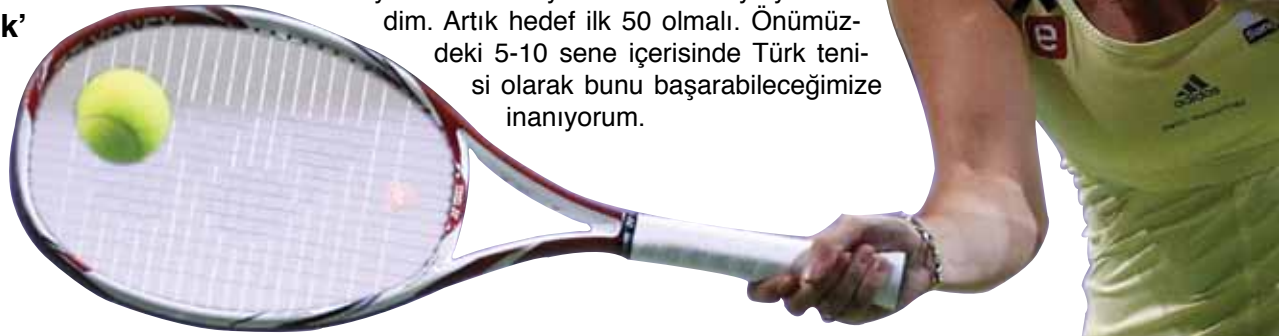 k’
dim. Artık hedef ilk 50 olmalı. Önümüz-
deki 5-10 sene içerisinde Türk teni-
si olarak bunu başarabileceğimize
inanıyorum.
adidas